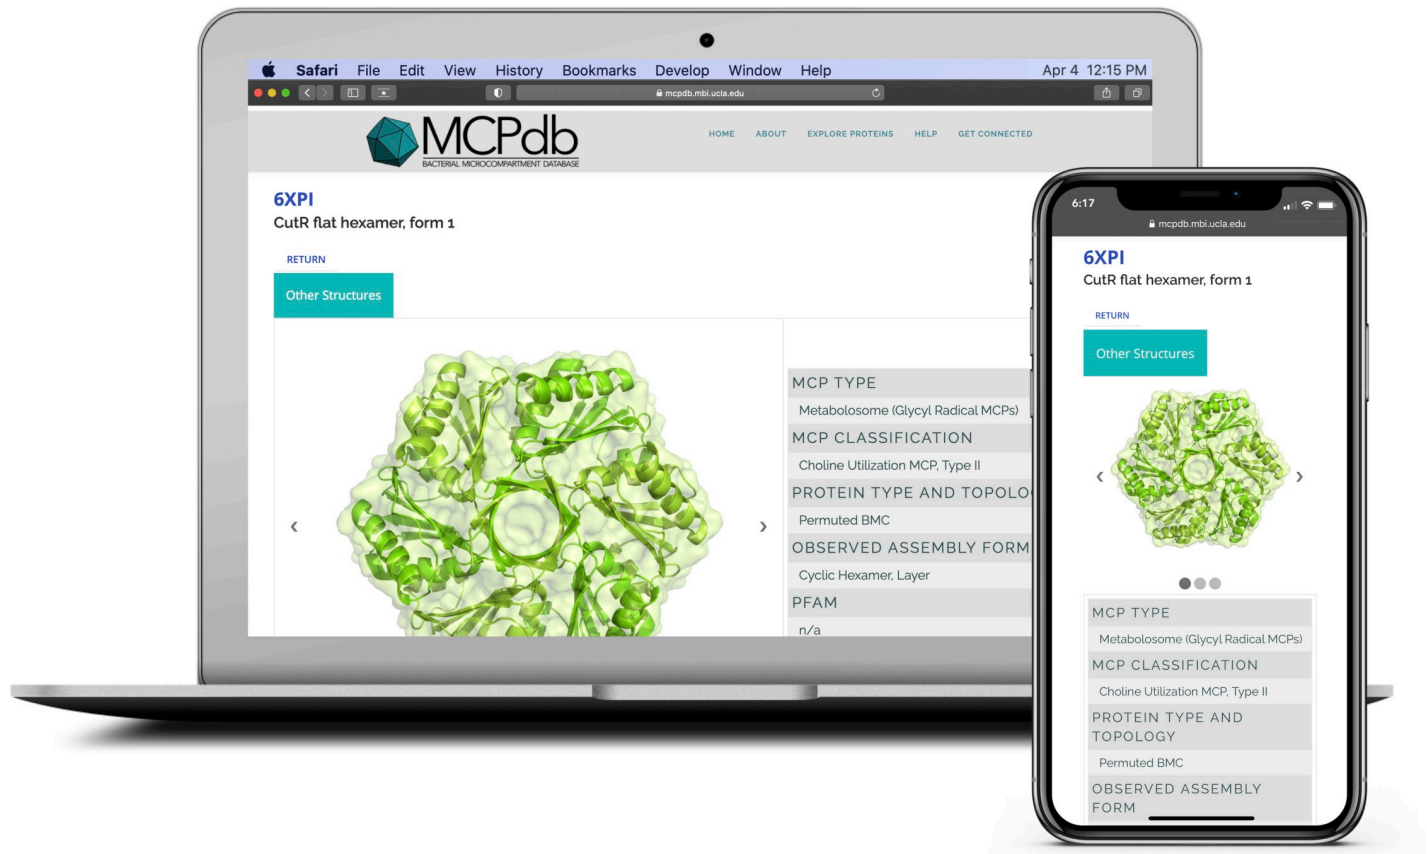 Safari File Edit View History Bookmarks Develop Window Help Apr 4 12:15 PM
mcpdb.mbi.ucla.edu
MCPdb
BACTERIAL MICROCOMPARTMENT DATABASE
HOME ABOUT EXPLORE PROTEINS HELP GET CONNECTED
6XPI
CutR flat hexamer, form 1
RETURN
Other Structures
MCP TYPE
Metabolosome (Glycyl Radical MCPs)
MCP CLASSIFICATION
Choline Utilization MCP, Type II
PROTEIN TYPE AND TOPOLO
Permuted BMC
OBSERVED ASSEMBLY FORM
Cyclic Hexamer, Layer
PFAM
n/a
6:17
mcpdb.mbi.ucla.edu
6XPI
CutR flat hexamer, form 1
RETURN
Other Structures
MCP TYPE
Metabolosome (Glycyl Radical MCPs)
MCP CLASSIFICATION
Choline Utilization MCP, Type II
PROTEIN TYPE AND
TOPOLOGY
Permuted BMC
OBSERVED ASSEMBLY
FORM